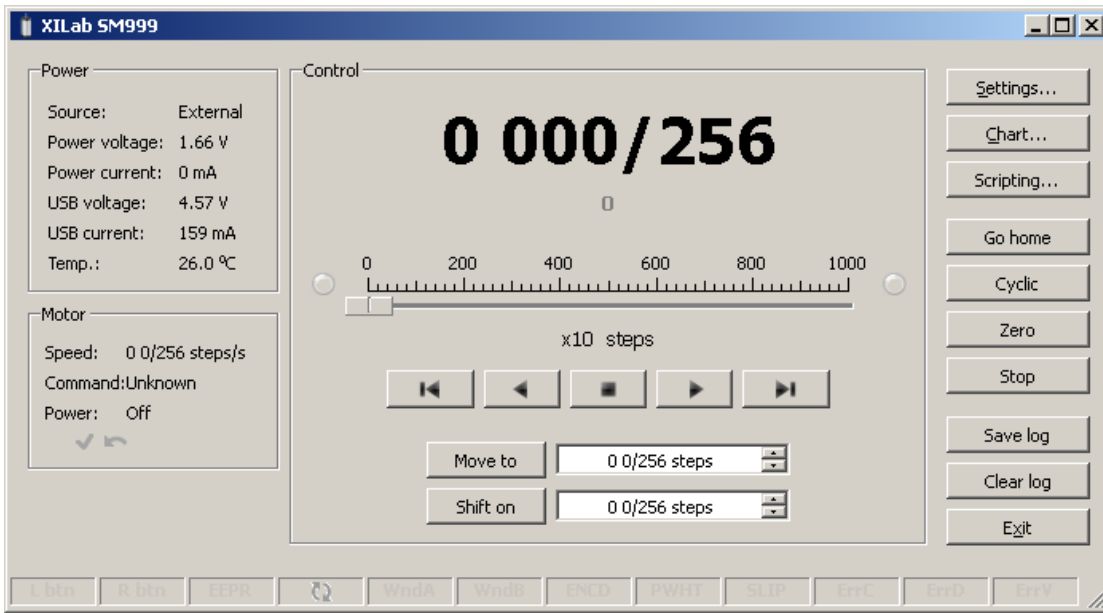 XILab SM999
Power
Source: External
Power voltage: 1.66 V
Power current: 0 mA
USB voltage: 4.57 V
USB current: 159 mA
Temp.: 26.0 ºC
Motor
Speed: 0 0/256 steps/s
Command:Unknown
Power: Off
Control
0 000/256
0
0 200 400 600 800 1000
x10 steps
Move to 0 0/256 steps
Shift on 0 0/256 steps
Settings...
Chart...
Scripting...
Go home
Cyclic
Zero
Stop
Save log
Clear log
Exit
L btn R btn EEPR WndA WndB ENCD PWHT SLIP ErrC ErrD ErrV